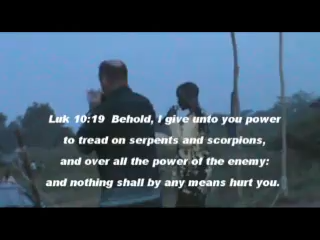 Luk 10:19  Behold, I give unto you power
to tread on serpents and scorpions,
and over all the power of the enemy:
and nothing shall by any means hurt you.